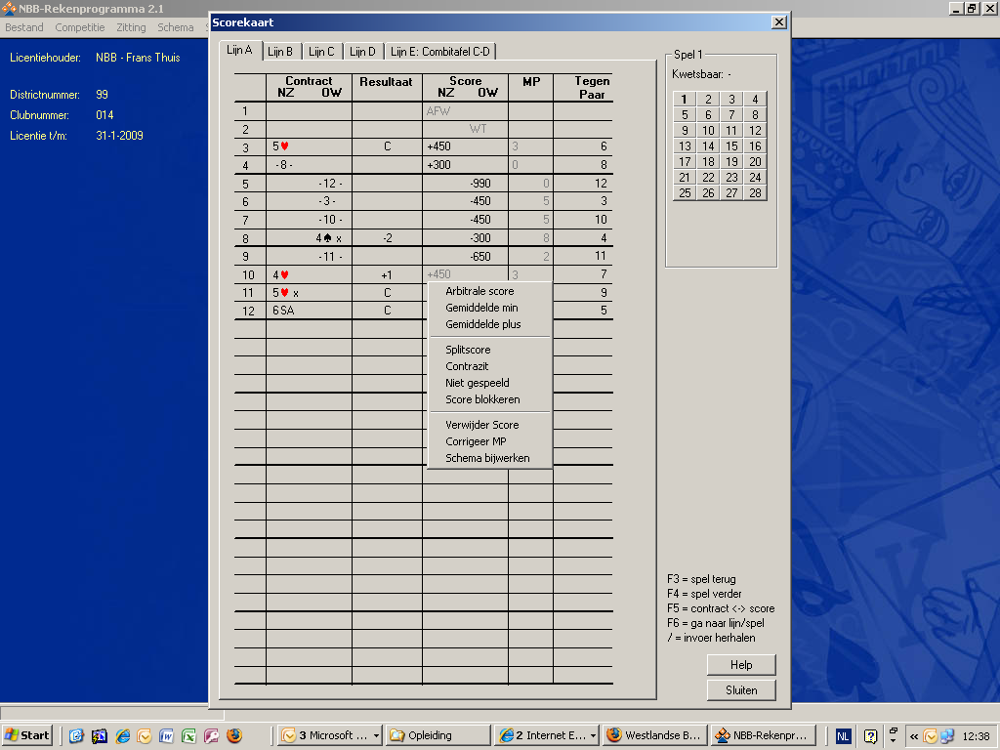 NBB-Rekenprogramma 2.1
Bestand Competitie Zitting Schema
Licentiehouder: NBB - Frans Thuis
Districtnummer: 99
Clubnummer: 014
Licentie t/m: 31-1-2009
Scorekaart
Lijn A Lijn B Lijn C Lijn D Lijn E: Combitafel C-D
Contract Resultaat Score MP Tegen
NZ OW NZ OW Paar
1 AFW
2 WT
3 5♥ C +450 3 6
4 -8- +300 0 8
5 -12- -990 0 12
6 -3- -450 5 3
7 -10- -450 5 10
8 4♠ x -2 -300 8 4
9 -11- -650 2 11
10 4♥ +1 +450 3 7
11 5♥ x C 9
12 6SA C 5
Arbitrale score
Gemiddelde min
Gemiddelde plus
Splitscore
Contrazit
Niet gespeeld
Score blokkeren
Verwijder Score
Corrigeer MP
Schema bijwerken
Spel 1
Kwetsbaar: -
1 2 3 4
5 6 7 8
9 10 11 12
13 14 15 16
17 18 19 20
21 22 23 24
25 26 27 28
F3 = spel terug
F4 = spel verder
F5 = contract <-> score
F6 = ga naar lijn/spel
/ = invoer herhalen
Help
Sluiten
Start 3 Microsoft ... Opleiding 2 Internet E... Westlandse B... NBB-Rekenpr... NL « 12:38